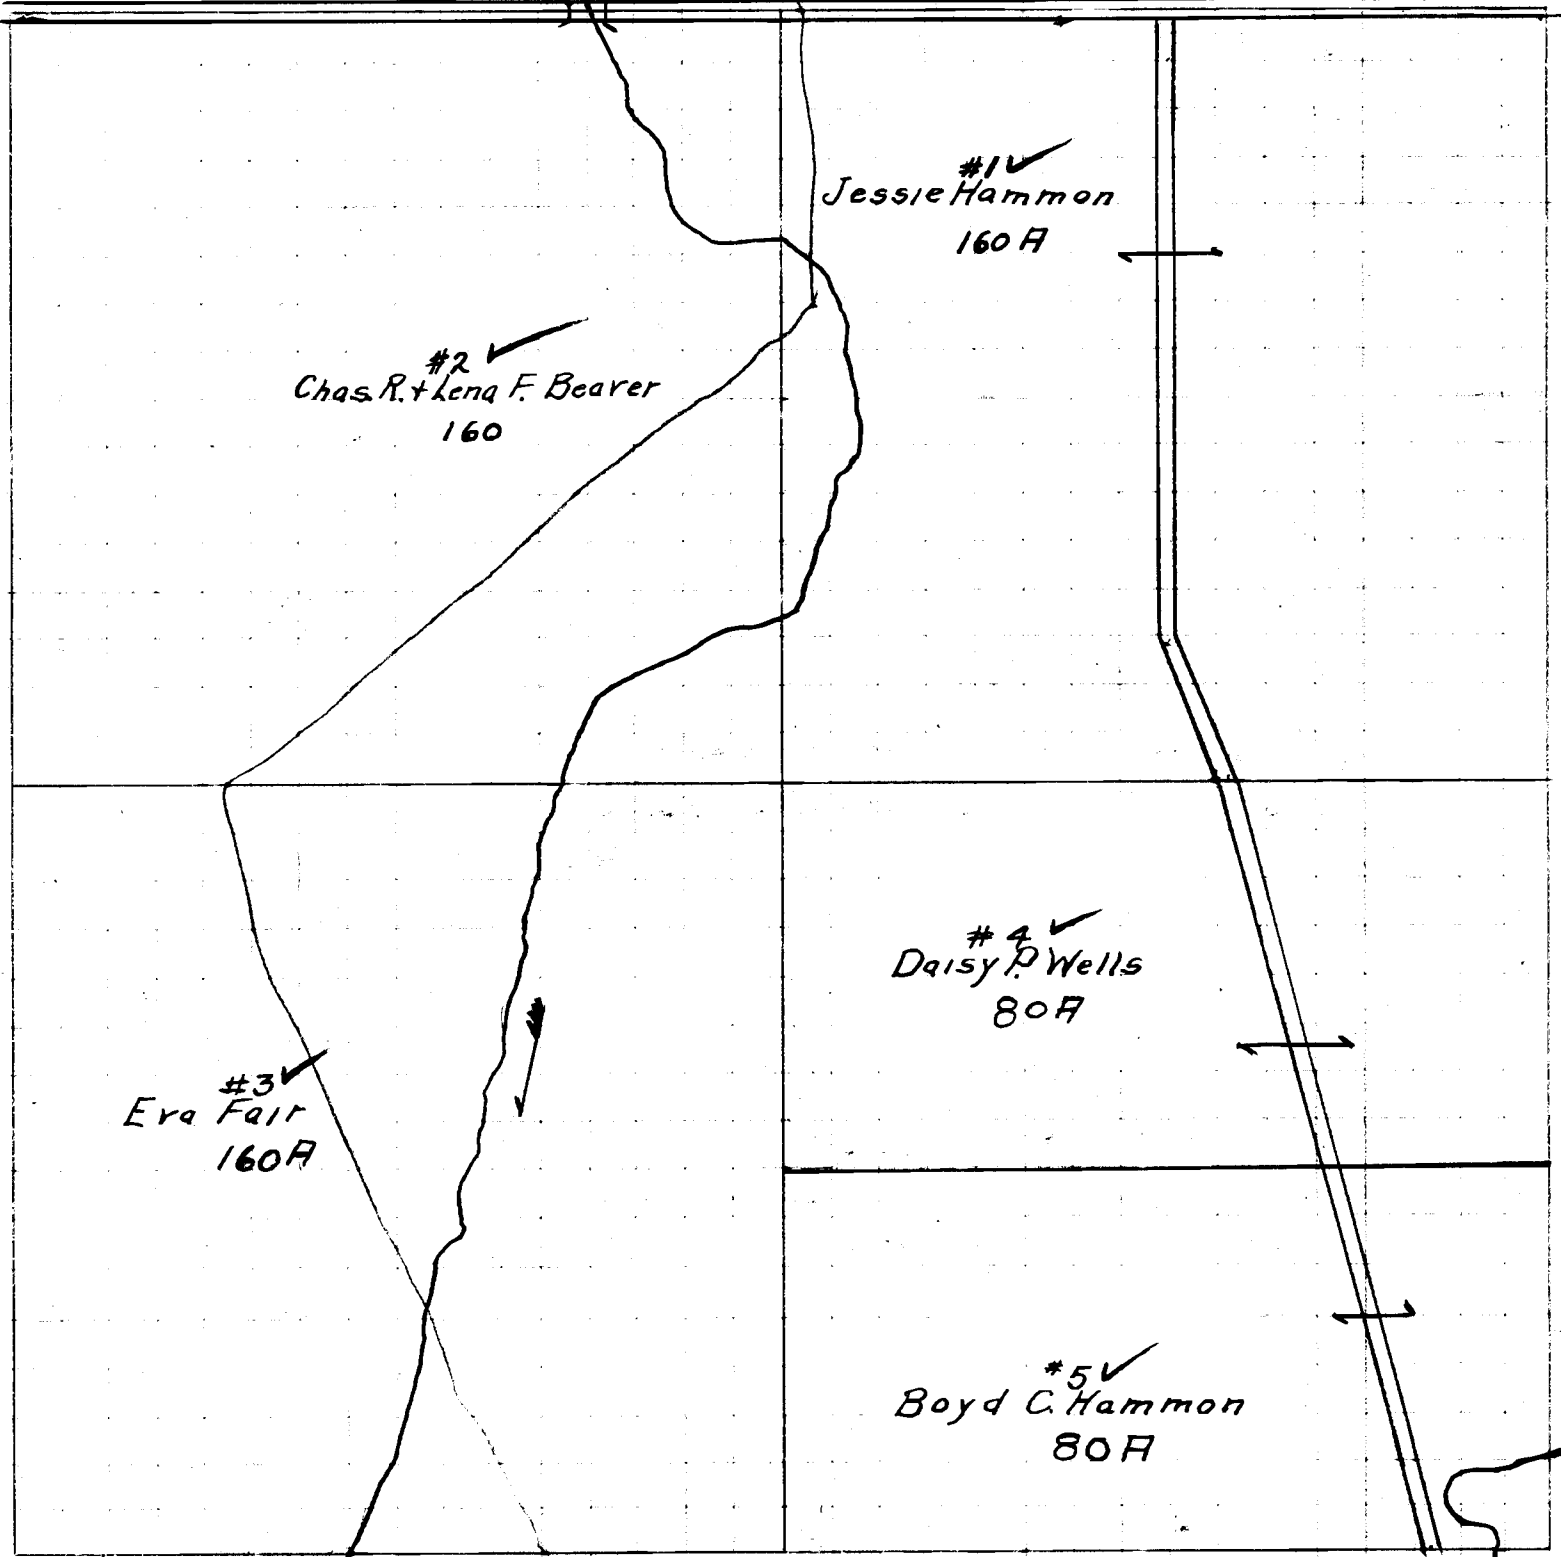 #1
Jessie Hammon
160 A
#2
Chas. R. + Lena F. Beaver
160
#3
Eva Fair
160 A
#4
Daisy P. Wells
80 A
#5
Boyd C. Hammon
80 A